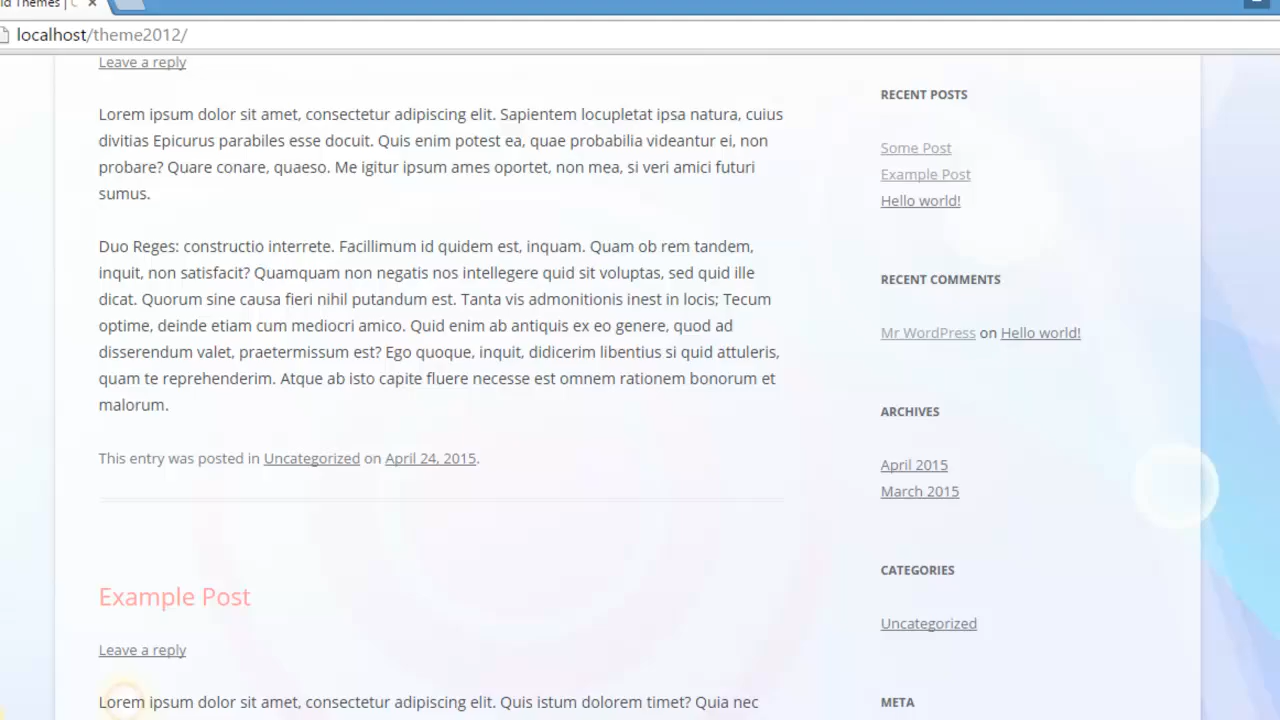 ld Themes | C
localhost/theme2012/
Leave a reply
Lorem ipsum dolor sit amet, consectetur adipiscing elit. Sapientem locupletat ipsa natura, cuius
divitias Epicurus parabiles esse docuit. Quis enim potest ea, quae probabilia videantur ei, non
probare? Quare conare, quaeso. Me igitur ipsum ames oportet, non mea, si veri amici futuri
sumus.
Duo Reges: constructio interrete. Facillimum id quidem est, inquam. Quam ob rem tandem,
inquit, non satisfacit? Quamquam non negatis nos intellegere quid sit voluptas, sed quid ille
dicat. Quorum sine causa fieri nihil putandum est. Tanta vis admonitionis inest in locis; Tecum
optime, deinde etiam cum mediocri amico. Quid enim ab antiquis ex eo genere, quod ad
disserendum valet, praetermissum est? Ego quoque, inquit, didicerim libentius si quid attuleris,
quam te reprehenderim. Atque ab isto capite fluere necesse est omnem rationem bonorum et
malorum.
This entry was posted in Uncategorized on April 24, 2015.
Example Post
Leave a reply
Lorem ipsum dolor sit amet, consectetur adipiscing elit. Quis istum dolorem timet? Quia nec
RECENT POSTS
Some Post
Example Post
Hello world!
RECENT COMMENTS
Mr WordPress on Hello world!
ARCHIVES
April 2015
March 2015
CATEGORIES
Uncategorized
META